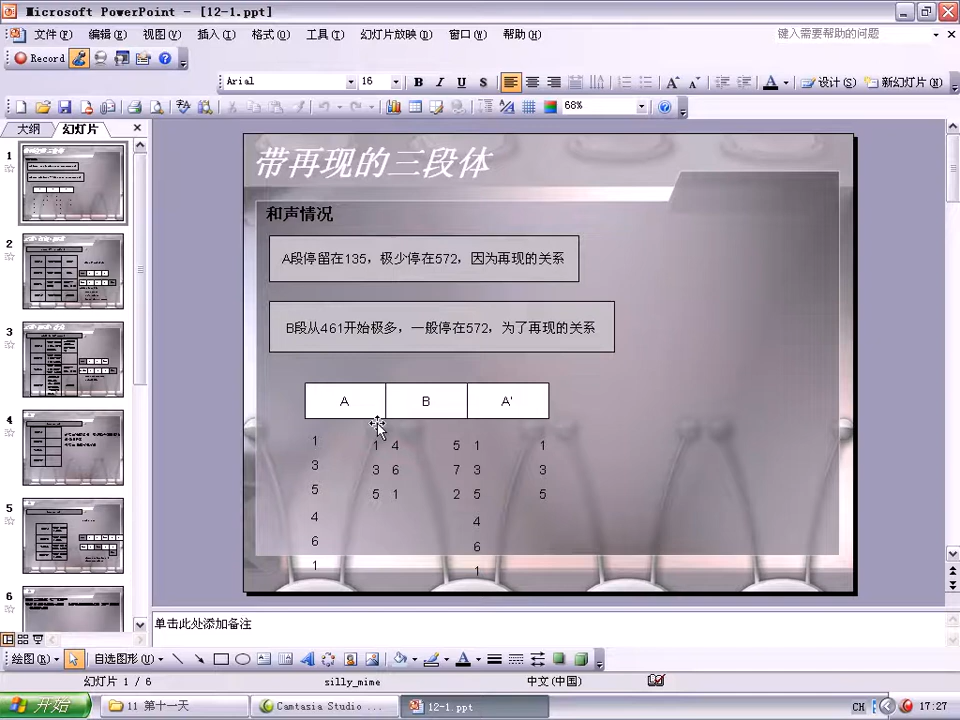 Microsoft PowerPoint - [12-1.ppt]
文件(F) 编辑(E) 视图(V) 插入(I) 格式(O) 工具(T) 幻灯片放映(D) 窗口(W) 帮助(H) 键入需要帮助的问题
Record
Arial 16 B I U S 设计(S) 新幻灯片(N)
68%
大纲 幻灯片
1
2
3
4
5
6
带再现的三段体
和声情况
A段停留在135，极少停在572，因为再现的关系
B段从461开始极多，一般停在572，为了再现的关系
A B A'
1 1 4 5 1 1
3 3 6 7 3 3
5 5 1 2 5 5
4 4
6 6
1 1
单击此处添加备注
绘图(R) 自选图形(U)
幻灯片 1 / 6 silly_mime 中文(中国)
开始 11 第十一天 Camtasia Studio ... 12-1.ppt CH 17:27